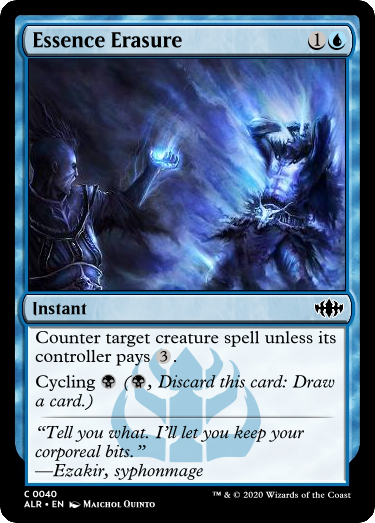 Essence Erasure 1
Instant
Counter target creature spell unless its
controller pays 3.
Cycling (, Discard this card: Draw
a card.)
“Tell you what. I’ll let you keep your
corporeal bits.”
—Ezakir, syphonmage
C 0040
ALR • EN Maichol Quinto
™ & © 2020 Wizards of the Coast